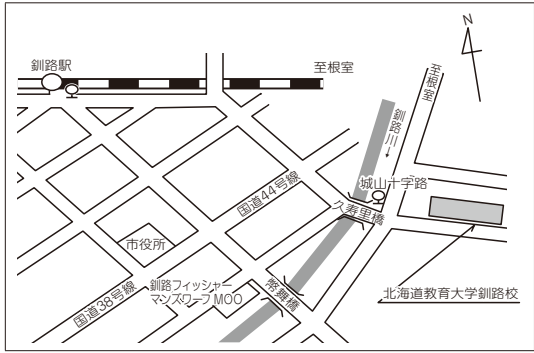 N
釧路駅
至根室
至根室
釧路川→
城山十字路
国道44号線
久寿里橋
市役所
釧路フィッシャー
マンズワーフMOO
幣舞橋
国道38号線
北海道教育大学釧路校